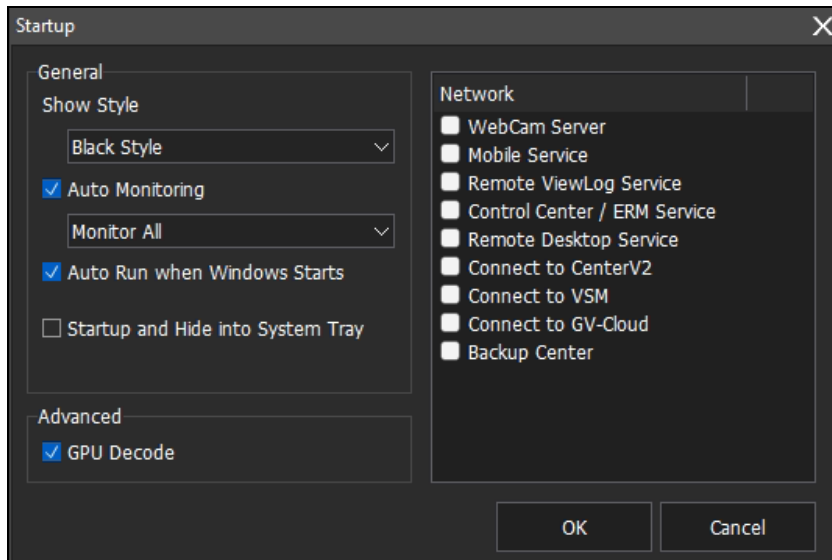 Startup
General
Show Style
Black Style
Auto Monitoring
Monitor All
Auto Run when Windows Starts
Startup and Hide into System Tray
Advanced
GPU Decode
Network
WebCam Server
Mobile Service
Remote ViewLog Service
Control Center / ERM Service
Remote Desktop Service
Connect to CenterV2
Connect to VSM
Connect to GV-Cloud
Backup Center
OK
Cancel